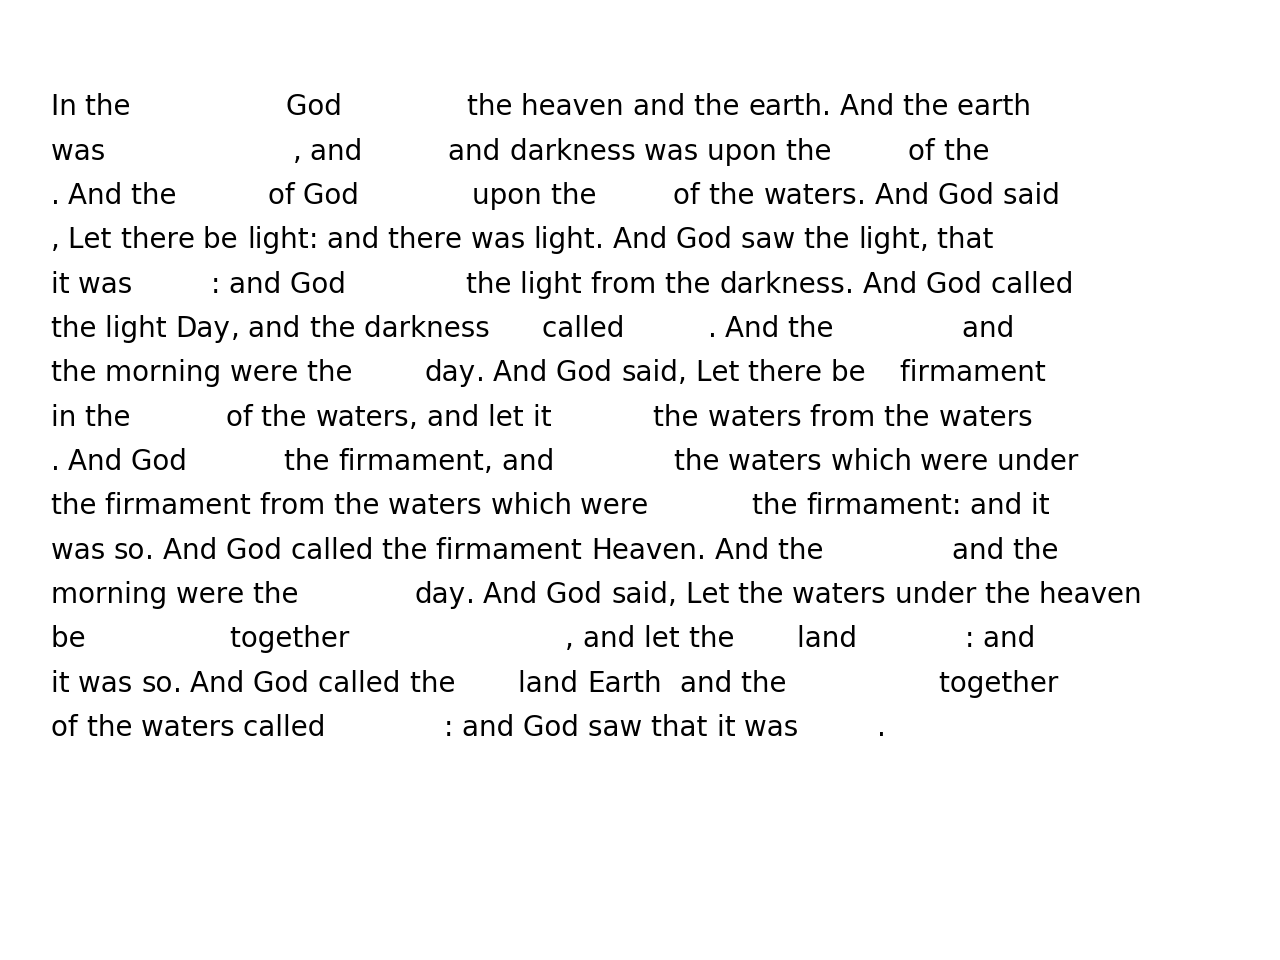 In the God the heaven and the earth. And the earth
was , and and darkness was upon the of the
. And the of God upon the of the waters. And God said
, Let there be light: and there was light. And God saw the light, that
it was : and God the light from the darkness. And God called
the light Day, and the darkness called . And the and
the morning were the day. And God said, Let there be firmament
in the of the waters, and let it the waters from the waters
. And God the firmament, and the waters which were under
the firmament from the waters which were the firmament: and it
was so. And God called the firmament Heaven. And the and the
morning were the day. And God said, Let the waters under the heaven
be together , and let the land : and
it was so. And God called the land Earth and the together
of the waters called : and God saw that it was .